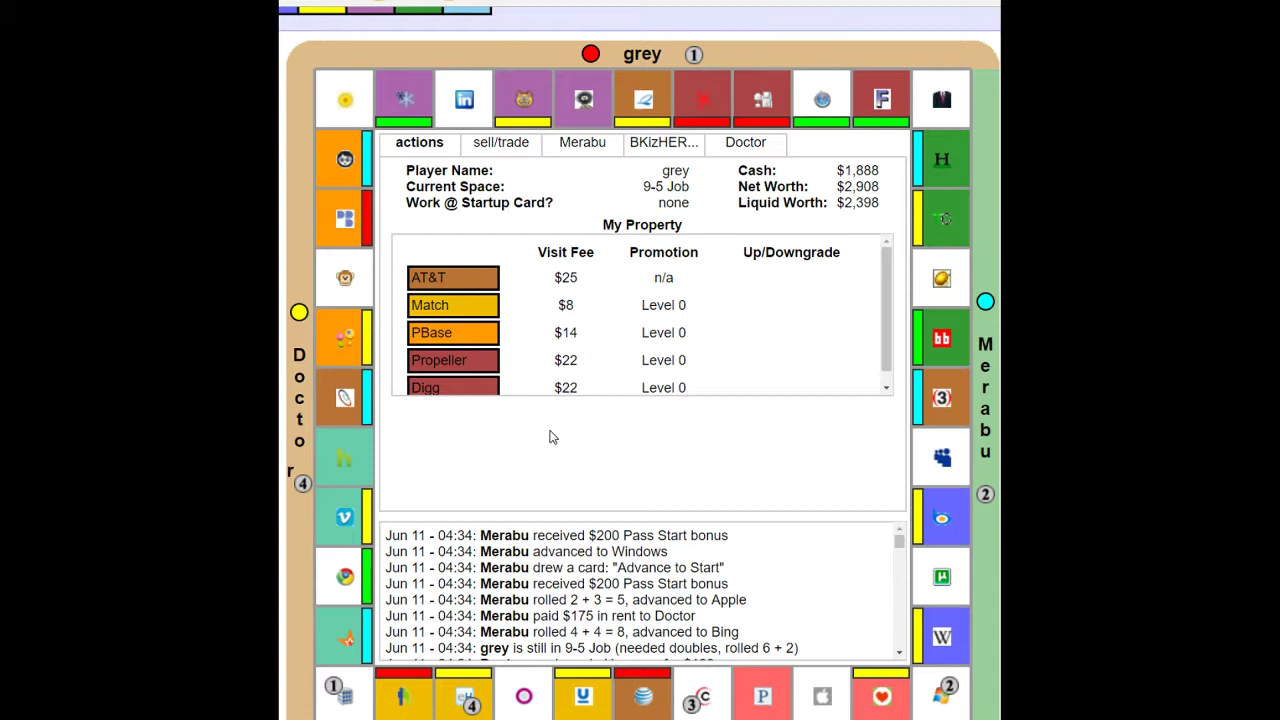 grey 1
actions sell/trade Merabu BKIzHER... Doctor
Player Name: grey Cash: $1,888
Current Space: 9-5 Job Net Worth: $2,908
Work @ Startup Card? none Liquid Worth: $2,398
My Property
Visit Fee Promotion Up/Downgrade
AT&T $25 n/a
Match $8 Level 0
PBase $14 Level 0
Propeller $22 Level 0
Digg $22 Level 0
Jun 11 - 04:34: Merabu received $200 Pass Start bonus
Jun 11 - 04:34: Merabu advanced to Windows
Jun 11 - 04:34: Merabu drew a card: "Advance to Start"
Jun 11 - 04:34: Merabu received $200 Pass Start bonus
Jun 11 - 04:34: Merabu rolled 2 + 3 = 5, advanced to Apple
Jun 11 - 04:34: Merabu paid $175 in rent to Doctor
Jun 11 - 04:34: Merabu rolled 4 + 4 = 8, advanced to Bing
Jun 11 - 04:34: grey is still in 9-5 Job (needed doubles, rolled 6 + 2)
Doctor
4
Merabu
2
in
F
H
bb
(3)
W
h
1
4
U
3
C
P
2